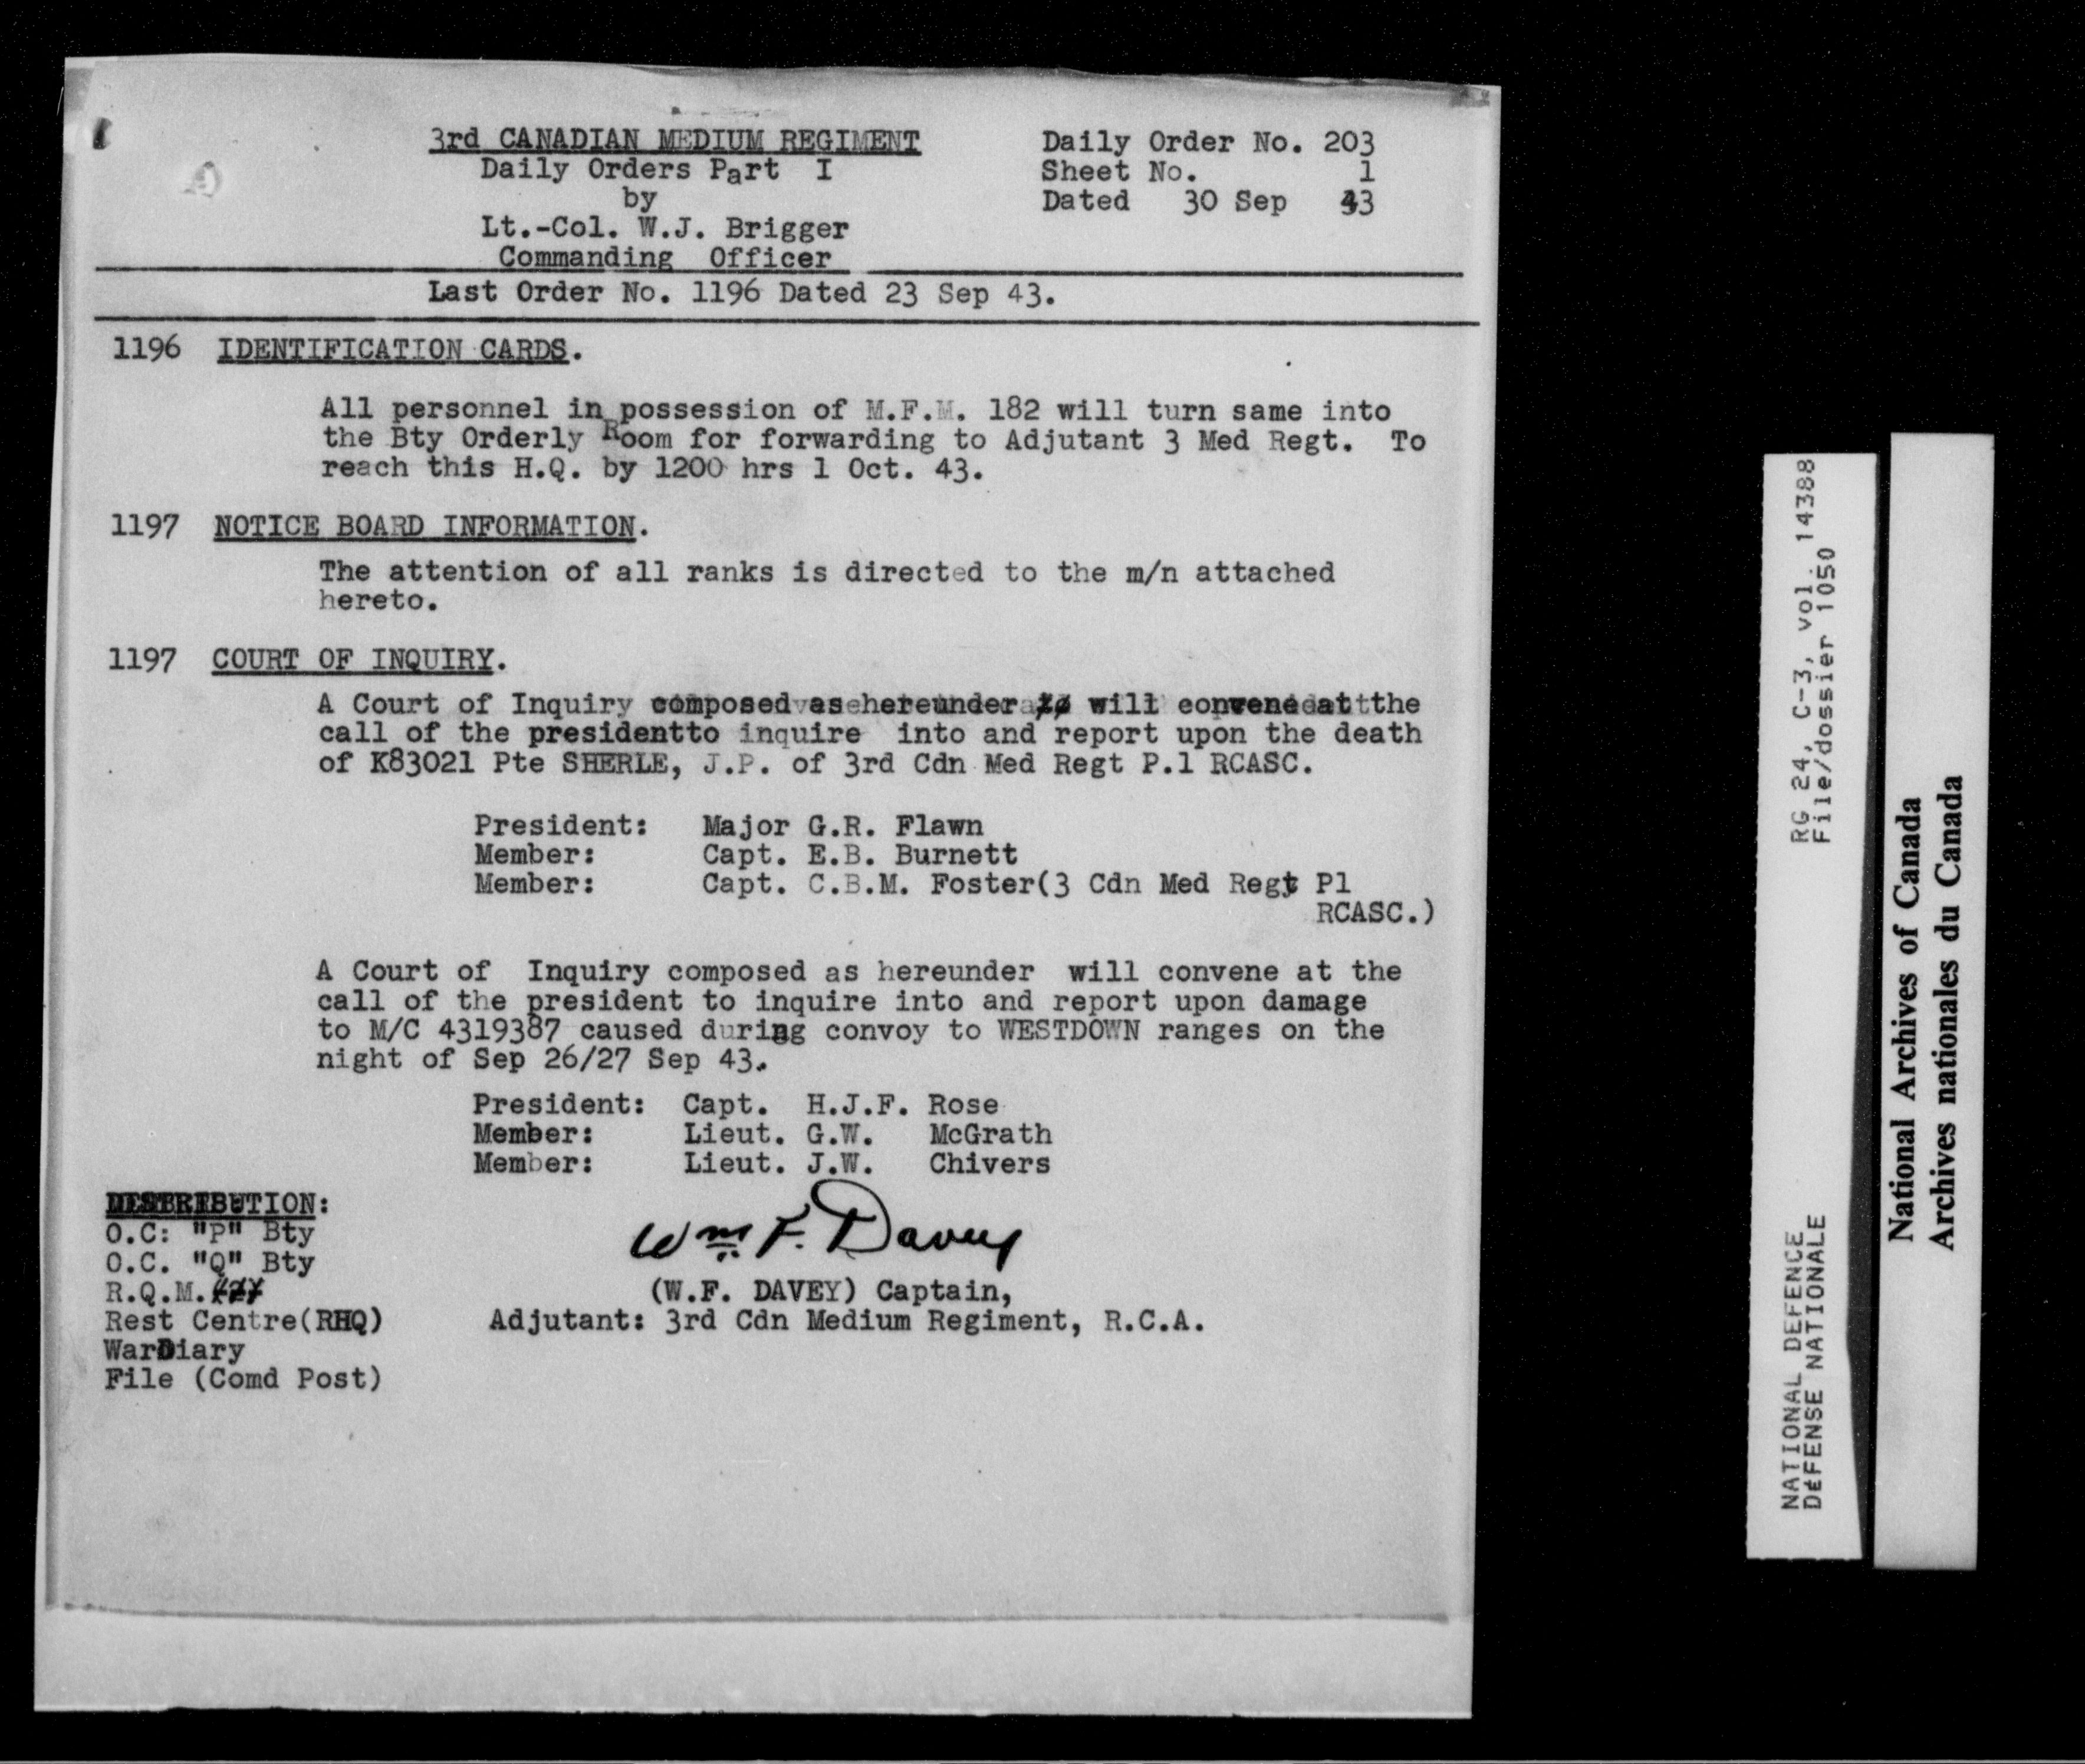 3rd CANADIAN MEDIUM REGIMENT
Daily Orders Part I
by
Lt.-Col. W.J. Brigger
Commanding Officer
Daily Order No. 203
Sheet No. 1
Dated 30 Sep 43
Last Order No. 1196 Dated 23 Sep 43.
1196 IDENTIFICATION CARDS.
All personnel in possession of M.F.M. 182 will turn same into
the Bty Orderly Room for forwarding to Adjutant 3 Med Regt. To
reach this H.Q. by 1200 hrs 1 Oct. 43.
1197 NOTICE BOARD INFORMATION.
The attention of all ranks is directed to the m/n attached
hereto.
1197 COURT OF INQUIRY.
A Court of Inquiry composed as hereunder will convene at the
call of the presidentto inquire into and report upon the death
of K83021 Pte SHERLE, J.P. of 3rd Cdn Med Regt P.l RCASC.
President: Major G.R. Flawn
Member: Capt. E.B. Burnett
Member: Capt. C.B.M. Foster(3 Cdn Med Regt Pl
RCASC.)
A Court of Inquiry composed as hereunder will convene at the
call of the president to inquire into and report upon damage
to M/C 4319387 caused during convoy to WESTDOWN ranges on the
night of Sep 26/27 Sep 43.
President: Capt. H.J.F. Rose
Member: Lieut. G.W. McGrath
Member: Lieut. J.W. Chivers
DISTRIBUTION:
O.C: "P" Bty
O.C. "Q" Bty
R.Q.M.
Rest Centre(RHQ)
WarDiary
File (Comd Post)
Wm F. Davey
(W.F. DAVEY) Captain,
Adjutant: 3rd Cdn Medium Regiment, R.C.A.
RG 24, C-3, vol. 14388
File/dossier 1050
NATIONAL DEFENCE
DÉFENSE NATIONALE
National Archives of Canada
Archives nationales du Canada